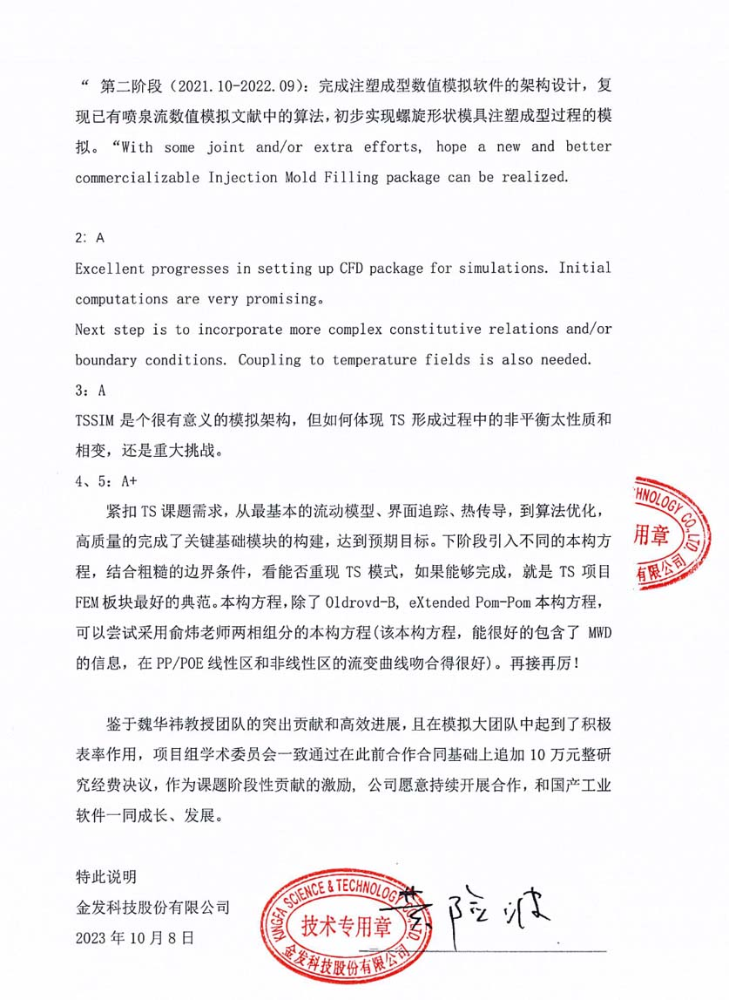 “ 第二阶段（2021.10-2022.09）：完成注塑成型数值模拟软件的架构设计，复
现已有喷泉流数值模拟文献中的算法，初步实现螺旋形状模具注塑成型过程的模
拟。“With some joint and/or extra efforts, hope a new and better
commercializable Injection Mold Filling package can be realized.
2：A
Excellent progresses in setting up CFD package for simulations. Initial
computations are very promising。
Next step is to incorporate more complex constitutive relations and/or
boundary conditions. Coupling to temperature fields is also needed.
3：A
TSSIM 是个很有意义的模拟架构，但如何体现 TS 形成过程中的非平衡太性质和
相变，还是重大挑战。
4、5：A+
紧扣 TS 课题需求，从最基本的流动模型、界面追踪、热传导，到算法优化，
高质量的完成了关键基础模块的构建，达到预期目标。下阶段引入不同的本构方
程，结合粗糙的边界条件，看能否重现 TS 模式，如果能够完成，就是 TS 项目
FEM 板块最好的典范。本构方程，除了 Oldrovd-B, eXtended Pom-Pom 本构方程，
可以尝试采用俞炜老师两相组分的本构方程(该本构方程，能很好的包含了 MWD
的信息，在 PP/POE 线性区和非线性区的流变曲线吻合得很好)。再接再厉！
HNOLOGY CO.,LTD.
用章
有限公司
鉴于魏华祎教授团队的突出贡献和高效进展，且在模拟大团队中起到了积极
表率作用，项目组学术委员会一致通过在此前合作合同基础上追加 10 万元整研
究经费决议，作为课题阶段性贡献的激励, 公司愿意持续开展合作，和国产工业
软件一同成长、发展。
特此说明
金发科技股份有限公司
2023 年 10 月 8 日
KINGFA SCIENCE & TECHNOLOGY CO.,LTD.
技术专用章
金发科技股份有限公司